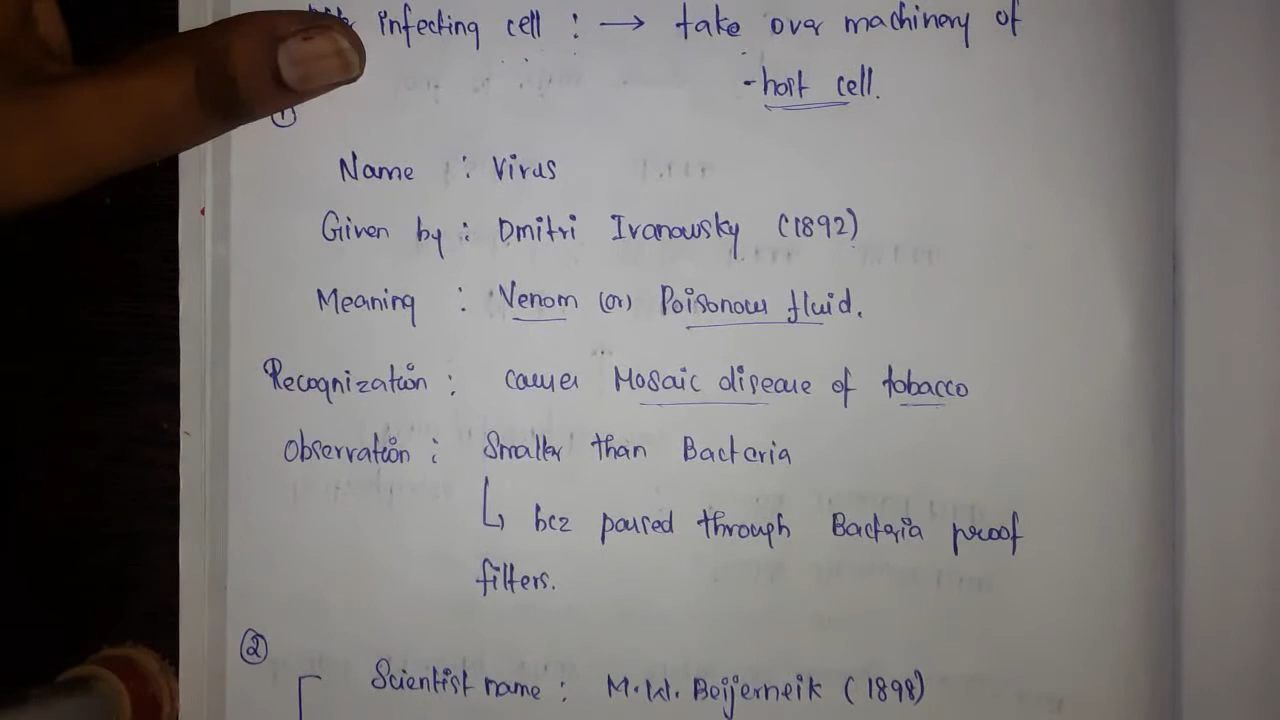 infecting cell : → take over machinery of
-host cell.
①
Name : Virus
Given by : Dmitri Ivanowsky (1892)
Meaning : Venom (or) Poisonous fluid.
Recognization : causes Mosaic disease of tobacco
Observation : Smaller than Bacteria
↳ bcz passed through Bacteria proof
filters.
②
Scientist name : M.W. Beijerneik (1898)